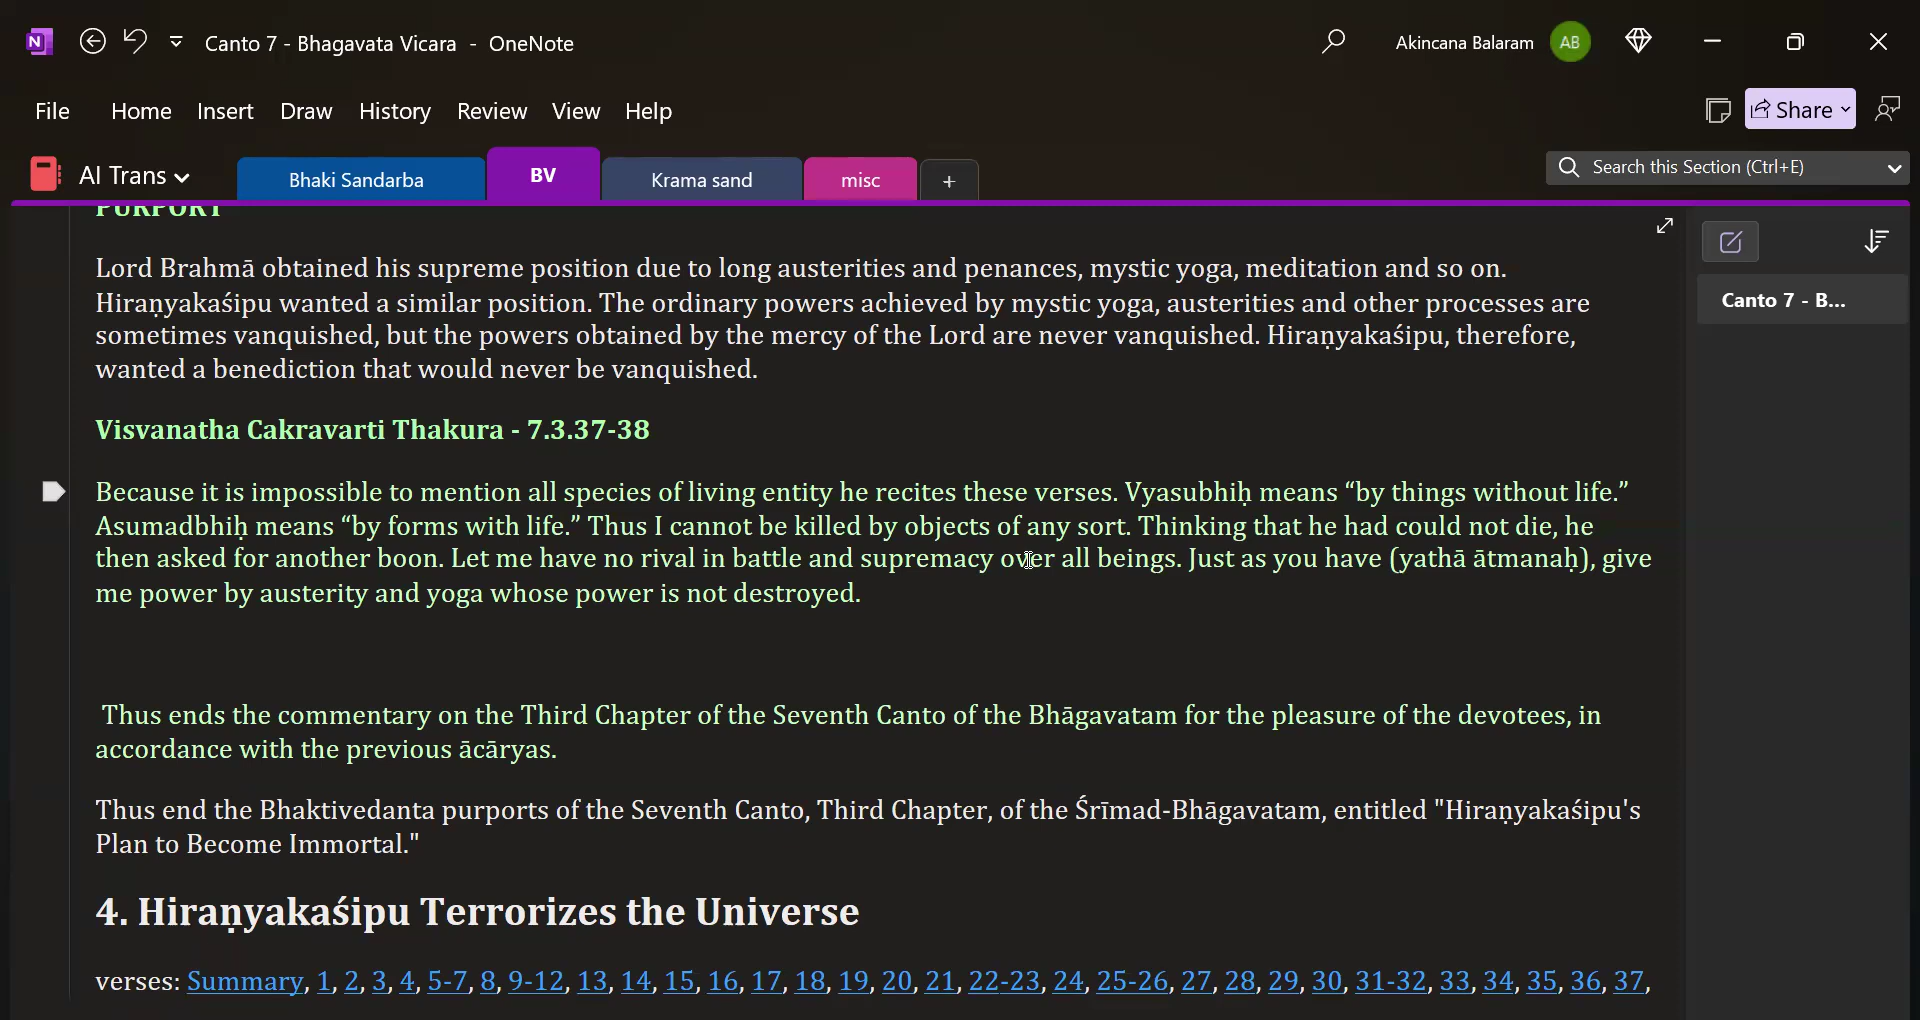 N Canto 7 - Bhagavata Vicara - OneNote Akincana Balaram AB
File Home Insert Draw History Review View Help Share
AI Trans Bhaki Sandarba BV Krama sand misc + Search this Section (Ctrl+E)
PURPORT
Lord Brahmā obtained his supreme position due to long austerities and penances, mystic yoga, meditation and so on.
Hiraṇyakaśipu wanted a similar position. The ordinary powers achieved by mystic yoga, austerities and other processes are
sometimes vanquished, but the powers obtained by the mercy of the Lord are never vanquished. Hiraṇyakaśipu, therefore,
wanted a benediction that would never be vanquished.
Visvanatha Cakravarti Thakura - 7.3.37-38
Because it is impossible to mention all species of living entity he recites these verses. Vyasubhiḥ means “by things without life.”
Asumadbhiḥ means “by forms with life.” Thus I cannot be killed by objects of any sort. Thinking that he had could not die, he
then asked for another boon. Let me have no rival in battle and supremacy over all beings. Just as you have (yathā ātmanaḥ), give
me power by austerity and yoga whose power is not destroyed.
Thus ends the commentary on the Third Chapter of the Seventh Canto of the Bhāgavatam for the pleasure of the devotees, in
accordance with the previous ācāryas.
Thus end the Bhaktivedanta purports of the Seventh Canto, Third Chapter, of the Śrīmad-Bhāgavatam, entitled "Hiraṇyakaśipu's
Plan to Become Immortal."
4. Hiraṇyakaśipu Terrorizes the Universe
verses: Summary, 1, 2, 3, 4, 5-7, 8, 9-12, 13, 14, 15, 16, 17, 18, 19, 20, 21, 22-23, 24, 25-26, 27, 28, 29, 30, 31-32, 33, 34, 35, 36, 37,
Canto 7 - B...